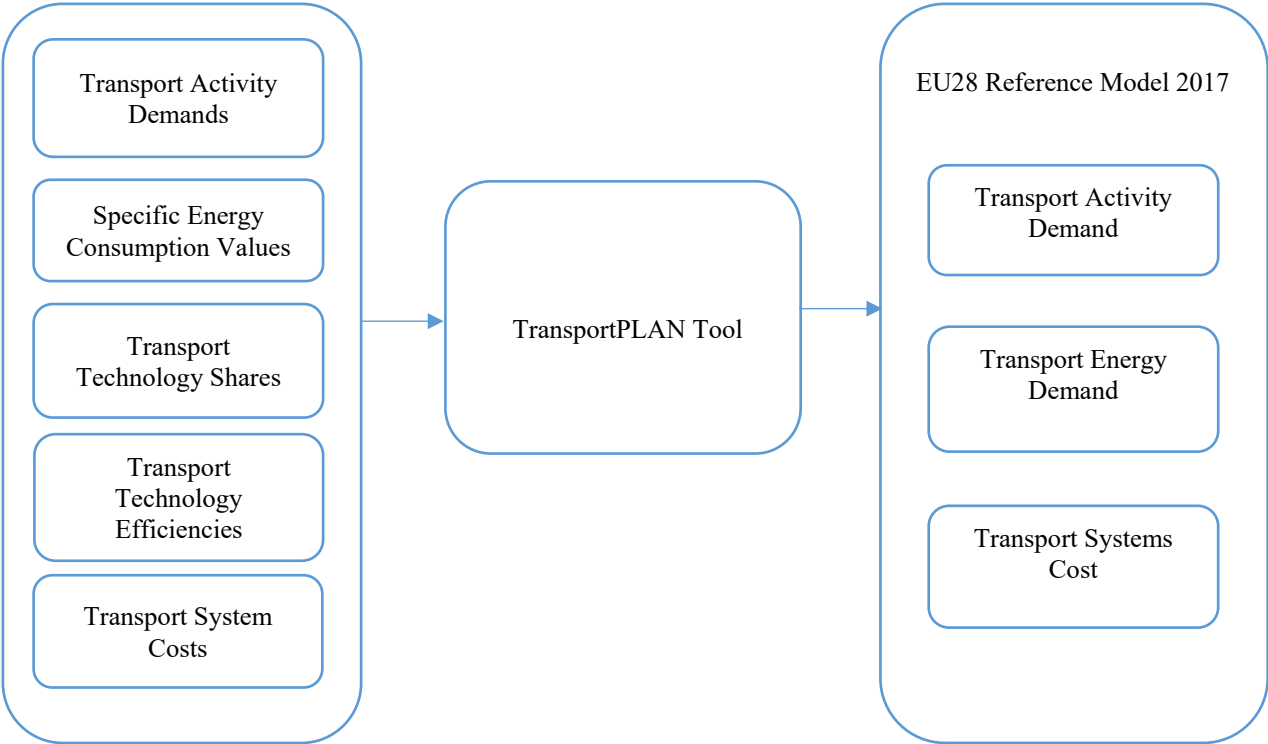 Transport Activity
Demands
Specific Energy
Consumption Values
Transport
Technology Shares
Transport
Technology
Efficiencies
Transport System
Costs
TransportPLAN Tool
EU28 Reference Model 2017
Transport Activity
Demand
Transport Energy
Demand
Transport Systems
Cost